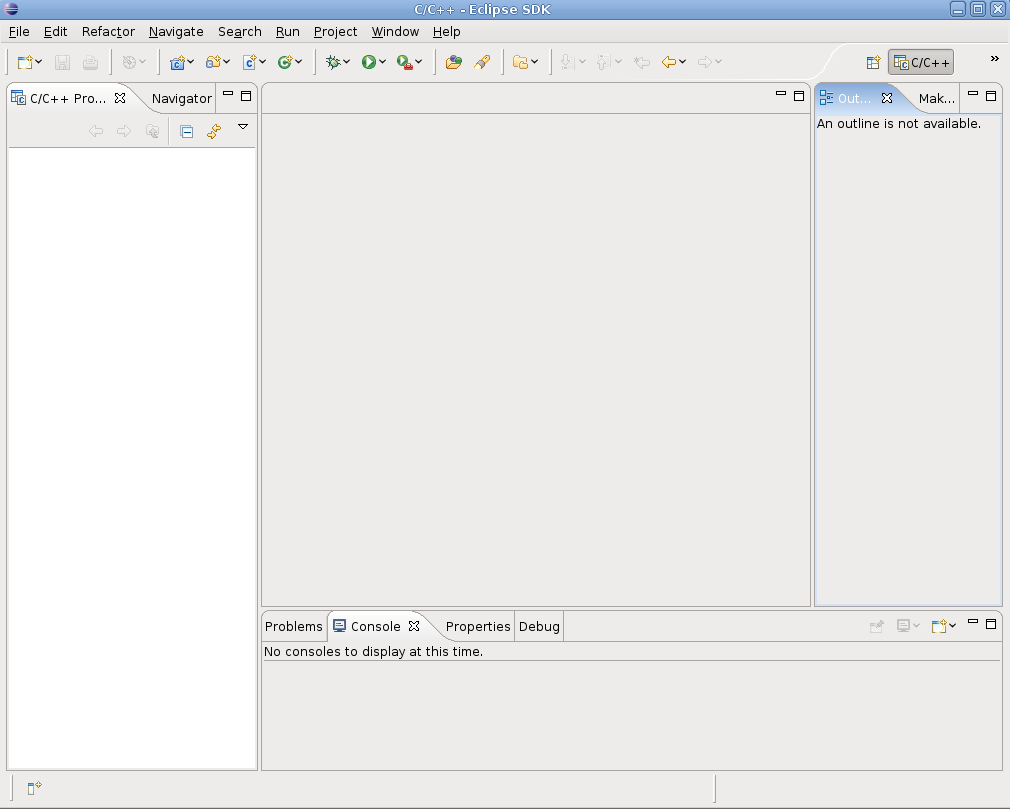 C/C++ - Eclipse SDK
File Edit Refactor Navigate Search Run Project Window Help
C/C++
C/C++ Pro... Navigator
Out... Mak...
An outline is not available.
Problems Console Properties Debug
No consoles to display at this time.